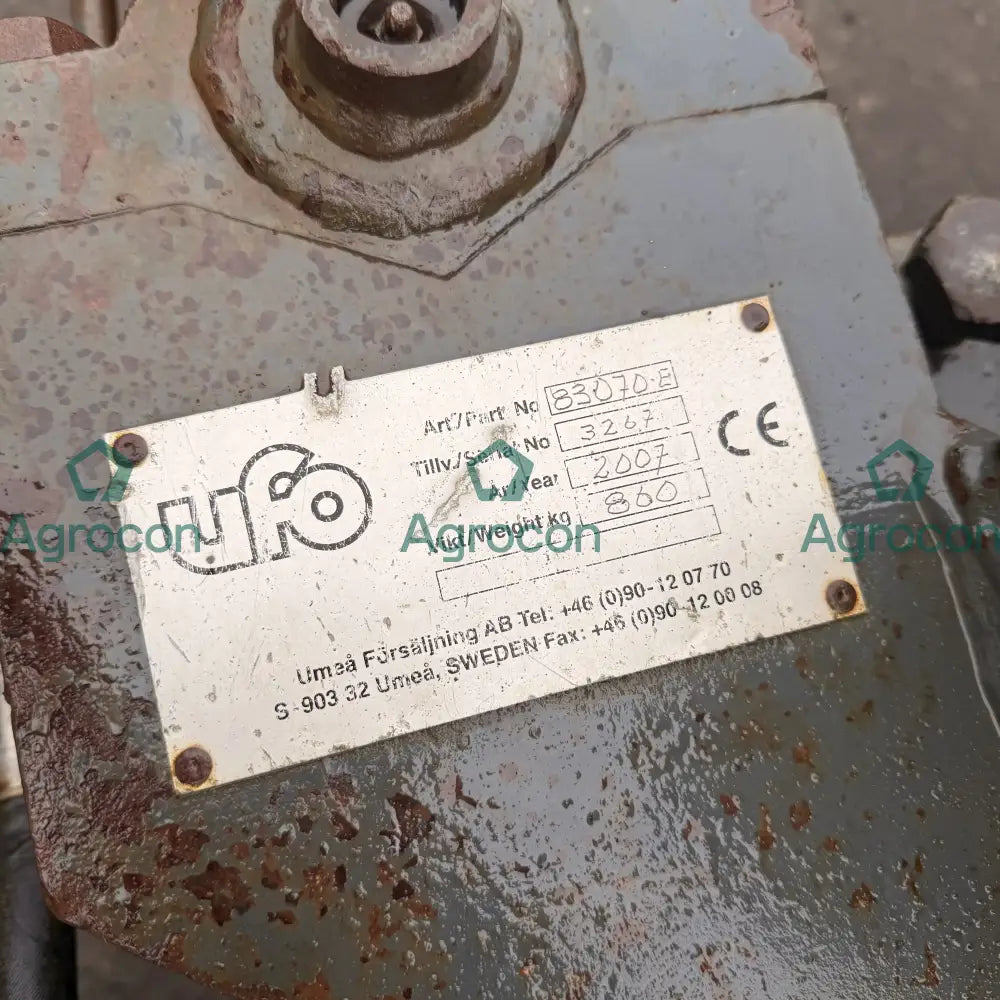 ufo
Art/Part No 83070-E
Tillv./Serial No 3267
År/Year 2007
Vikt/Weight kg 860
CE
Umeå Försäljning AB Tel: +46 (0)90-12 07 70
S-903 32 Umeå, SWEDEN Fax: +46 (0)90-12 00 08
Agrocon Agrocon Agrocon